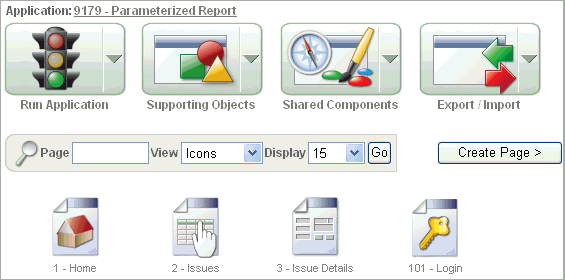 Application: 9179 - Parameterized Report
Run Application Supporting Objects Shared Components Export / Import
Page View Icons Display 15 Go Create Page >
1 - Home 2 - Issues 3 - Issue Details 101 - Login